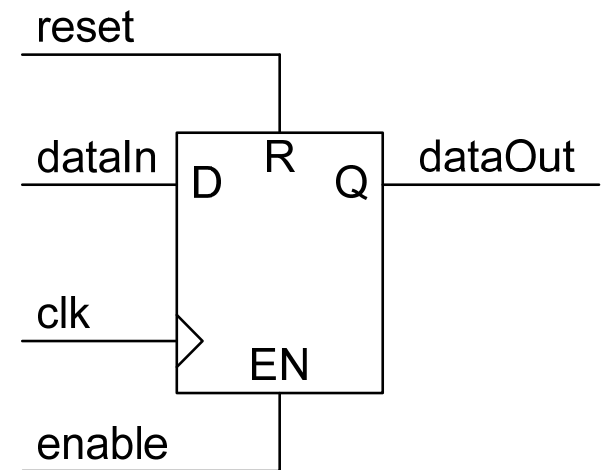 reset
dataIn
R
dataOut
D
Q
clk
EN
enable